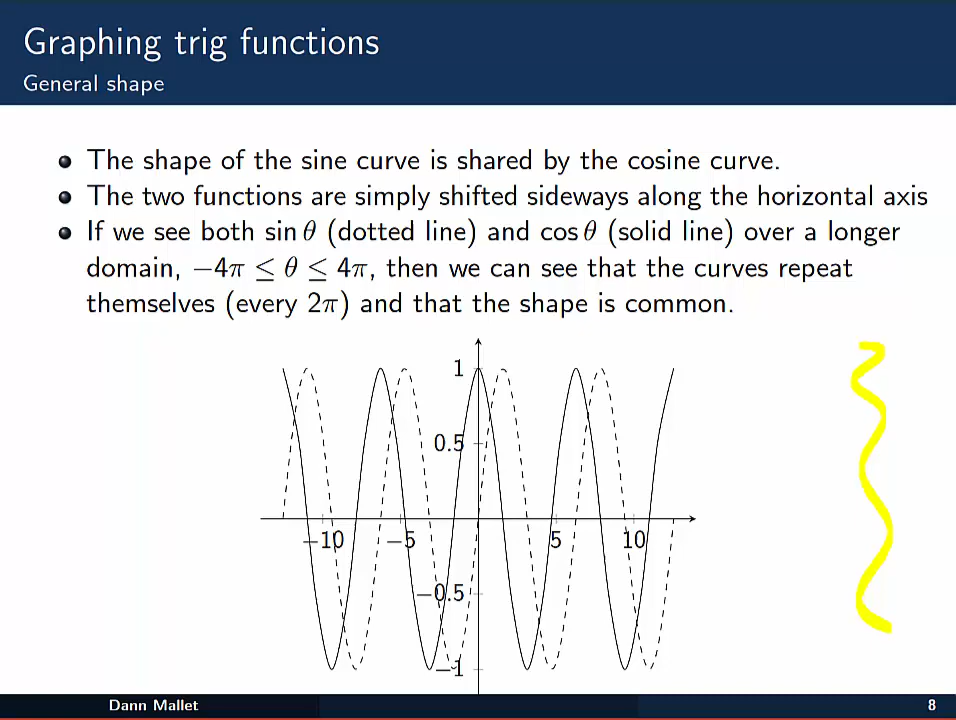 Graphing trig functions
General shape
The shape of the sine curve is shared by the cosine curve.
The two functions are simply shifted sideways along the horizontal axis
If we see both sin θ (dotted line) and cos θ (solid line) over a longer
domain, −4π ≤ θ ≤ 4π, then we can see that the curves repeat
themselves (every 2π) and that the shape is common.
1
0.5
−10 −5 5 10
−0.5
−1
Dann Mallet 8